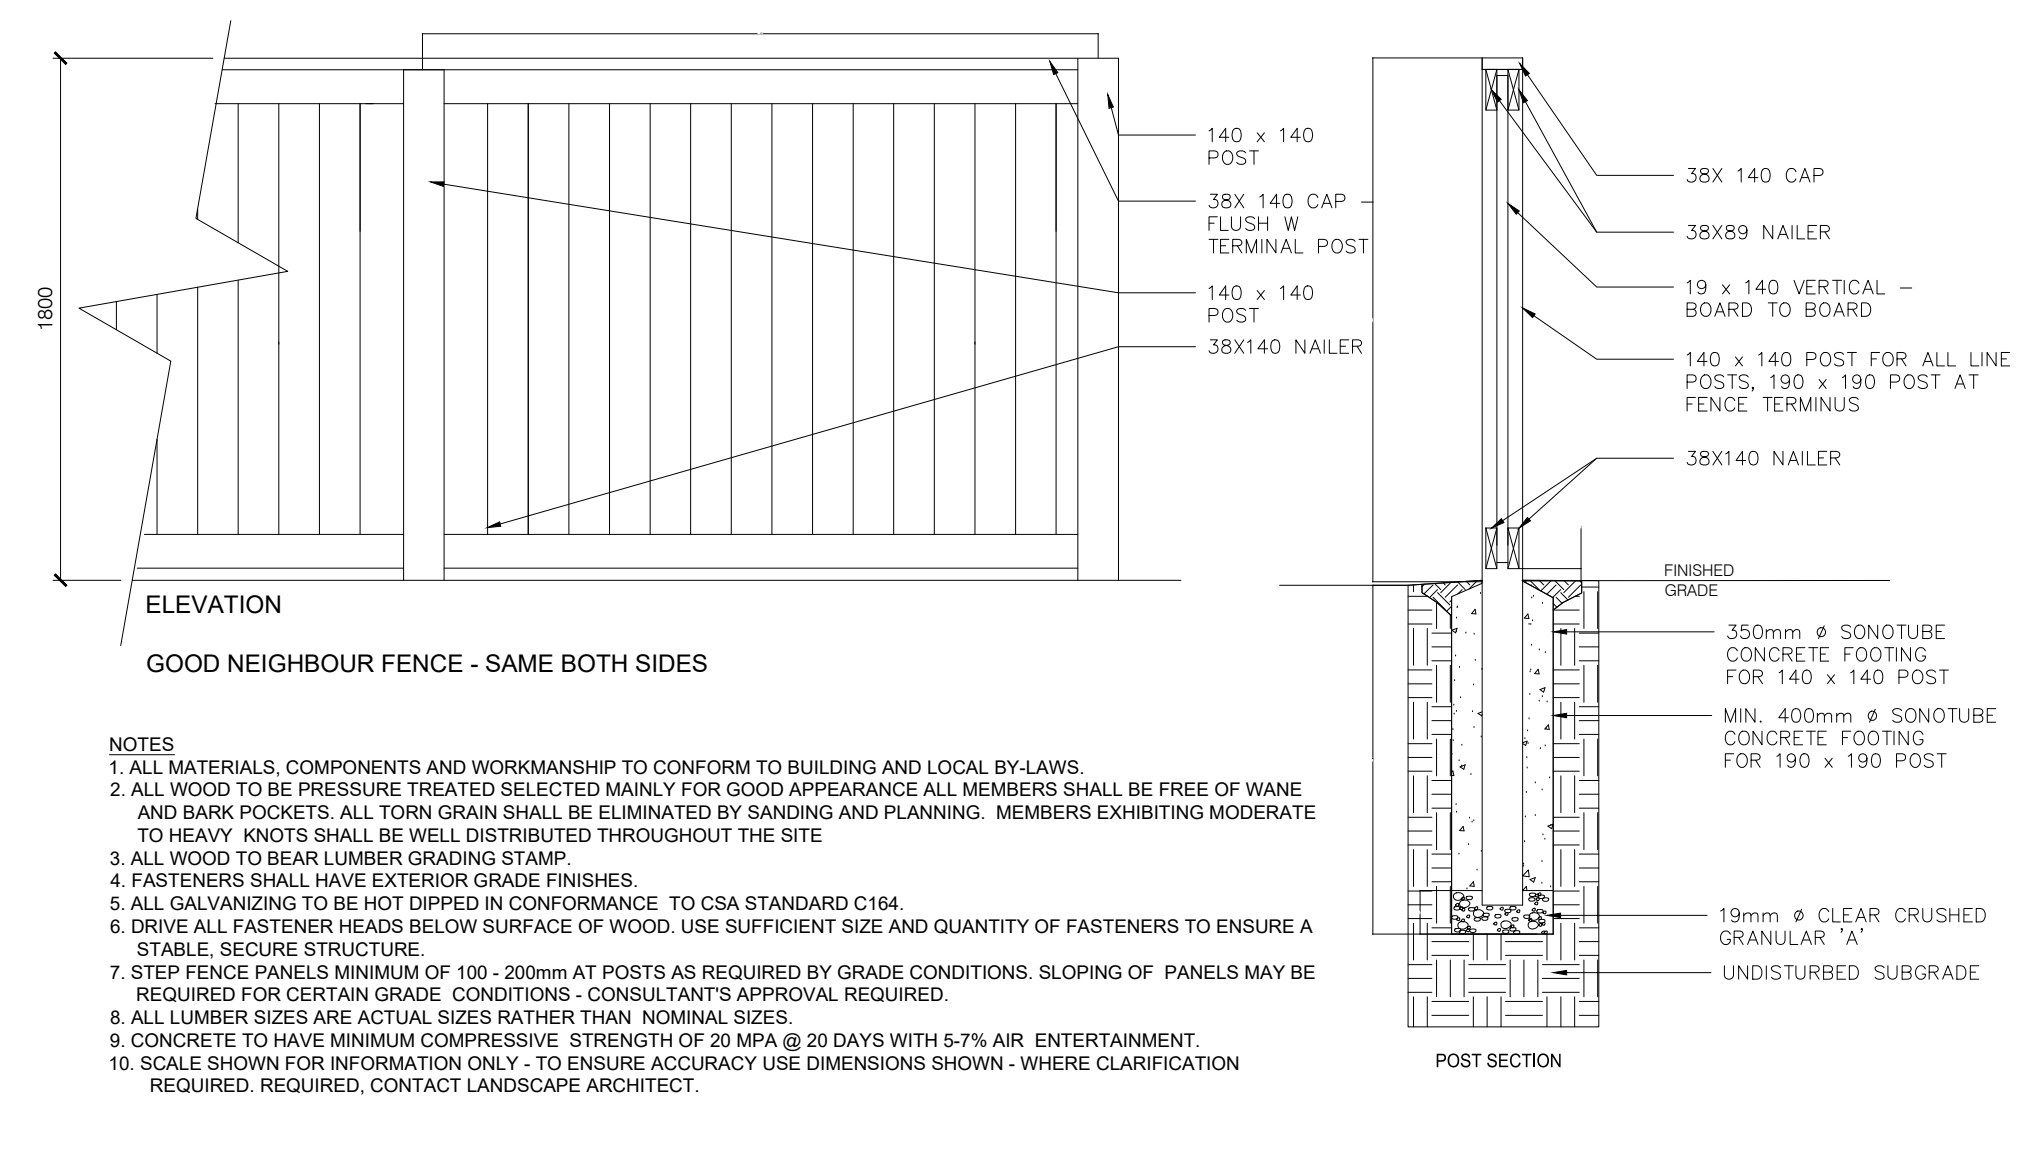 1800
140 x 140
POST
38X 140 CAP –
FLUSH W
TERMINAL POST
140 x 140
POST
38X140 NAILER
38X 140 CAP
38X89 NAILER
19 x 140 VERTICAL –
BOARD TO BOARD
140 x 140 POST FOR ALL LINE
POSTS, 190 x 190 POST AT
FENCE TERMINUS
38X140 NAILER
FINISHED
GRADE
350mm Ø SONOTUBE
CONCRETE FOOTING
FOR 140 x 140 POST
MIN. 400mm Ø SONOTUBE
CONCRETE FOOTING
FOR 190 x 190 POST
19mm Ø CLEAR CRUSHED
GRANULAR 'A'
UNDISTURBED SUBGRADE
POST SECTION
ELEVATION
GOOD NEIGHBOUR FENCE - SAME BOTH SIDES
NOTES
1. ALL MATERIALS, COMPONENTS AND WORKMANSHIP TO CONFORM TO BUILDING AND LOCAL BY-LAWS.
2. ALL WOOD TO BE PRESSURE TREATED SELECTED MAINLY FOR GOOD APPEARANCE ALL MEMBERS SHALL BE FREE OF WANE
AND BARK POCKETS. ALL TORN GRAIN SHALL BE ELIMINATED BY SANDING AND PLANNING. MEMBERS EXHIBITING MODERATE
TO HEAVY KNOTS SHALL BE WELL DISTRIBUTED THROUGHOUT THE SITE
3. ALL WOOD TO BEAR LUMBER GRADING STAMP.
4. FASTENERS SHALL HAVE EXTERIOR GRADE FINISHES.
5. ALL GALVANIZING TO BE HOT DIPPED IN CONFORMANCE TO CSA STANDARD C164.
6. DRIVE ALL FASTENER HEADS BELOW SURFACE OF WOOD. USE SUFFICIENT SIZE AND QUANTITY OF FASTENERS TO ENSURE A
STABLE, SECURE STRUCTURE.
7. STEP FENCE PANELS MINIMUM OF 100 - 200mm AT POSTS AS REQUIRED BY GRADE CONDITIONS. SLOPING OF PANELS MAY BE
REQUIRED FOR CERTAIN GRADE CONDITIONS - CONSULTANT'S APPROVAL REQUIRED.
8. ALL LUMBER SIZES ARE ACTUAL SIZES RATHER THAN NOMINAL SIZES.
9. CONCRETE TO HAVE MINIMUM COMPRESSIVE STRENGTH OF 20 MPA @ 20 DAYS WITH 5-7% AIR ENTERTAINMENT.
10. SCALE SHOWN FOR INFORMATION ONLY - TO ENSURE ACCURACY USE DIMENSIONS SHOWN - WHERE CLARIFICATION
REQUIRED. REQUIRED, CONTACT LANDSCAPE ARCHITECT.